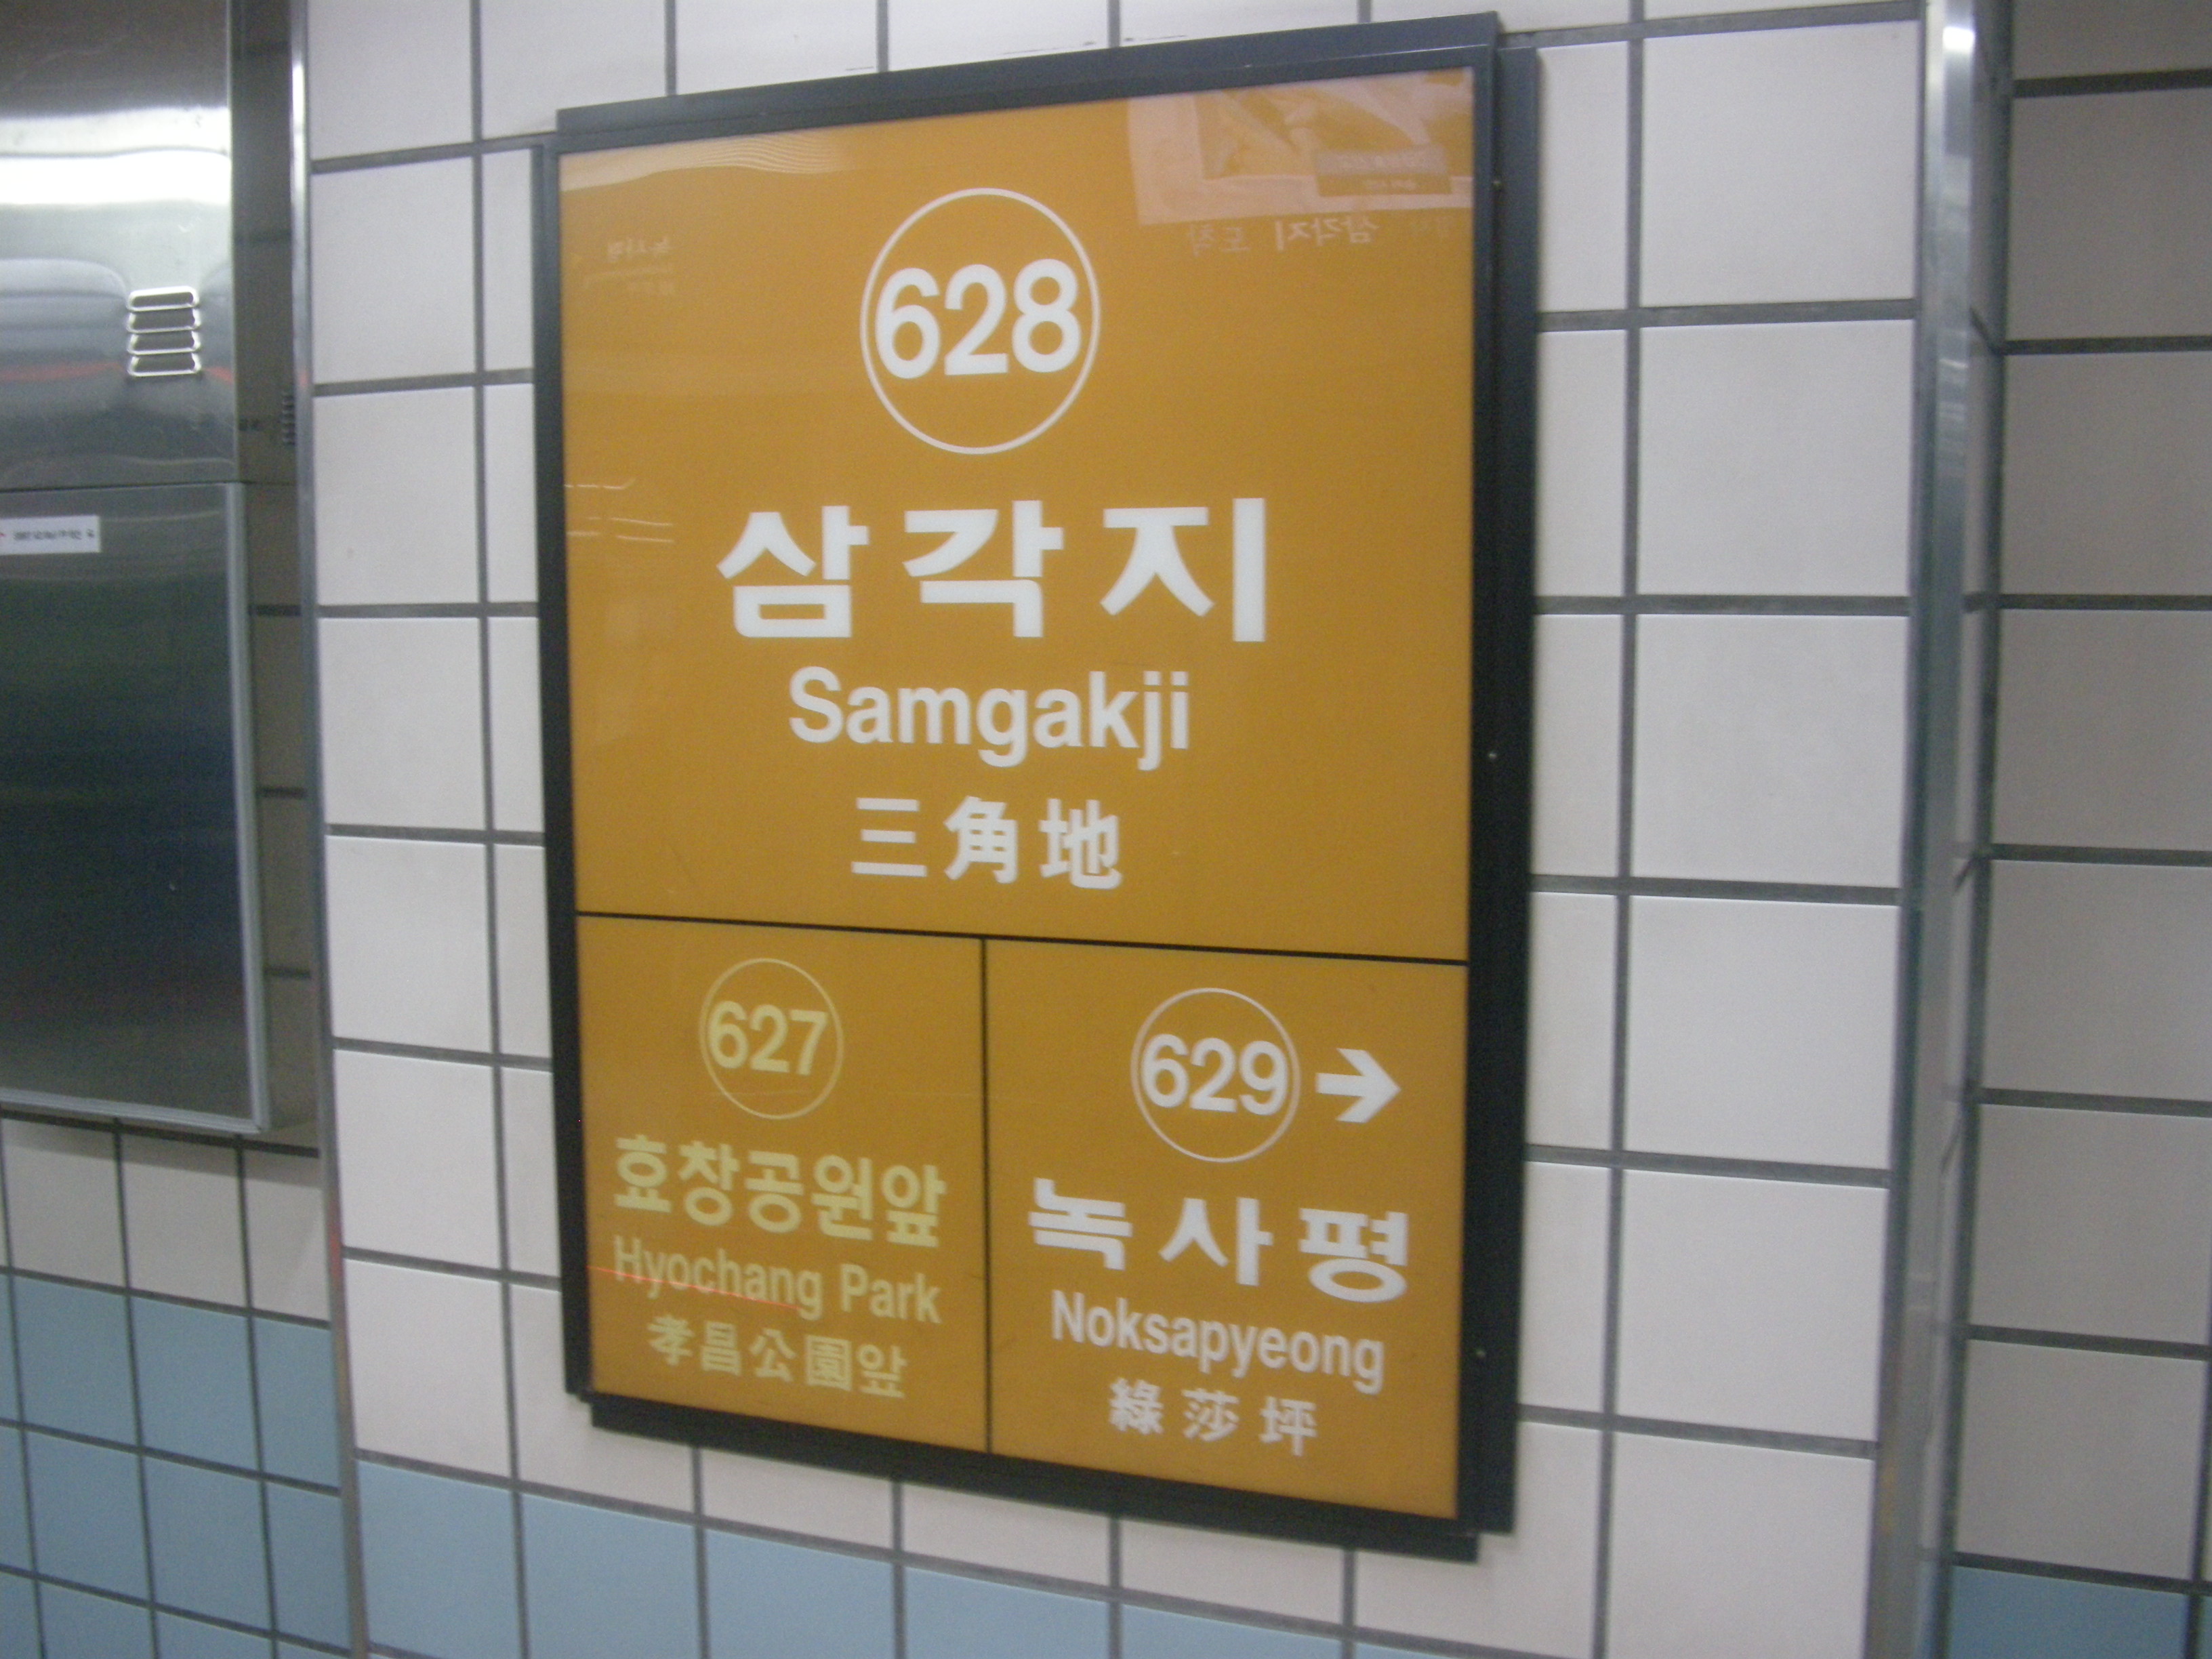 628
삼각지
Samgakji
三角地
627
효창공원앞
Hyochang Park
孝昌公園앞
629 →
녹사평
Noksapyeong
綠莎坪